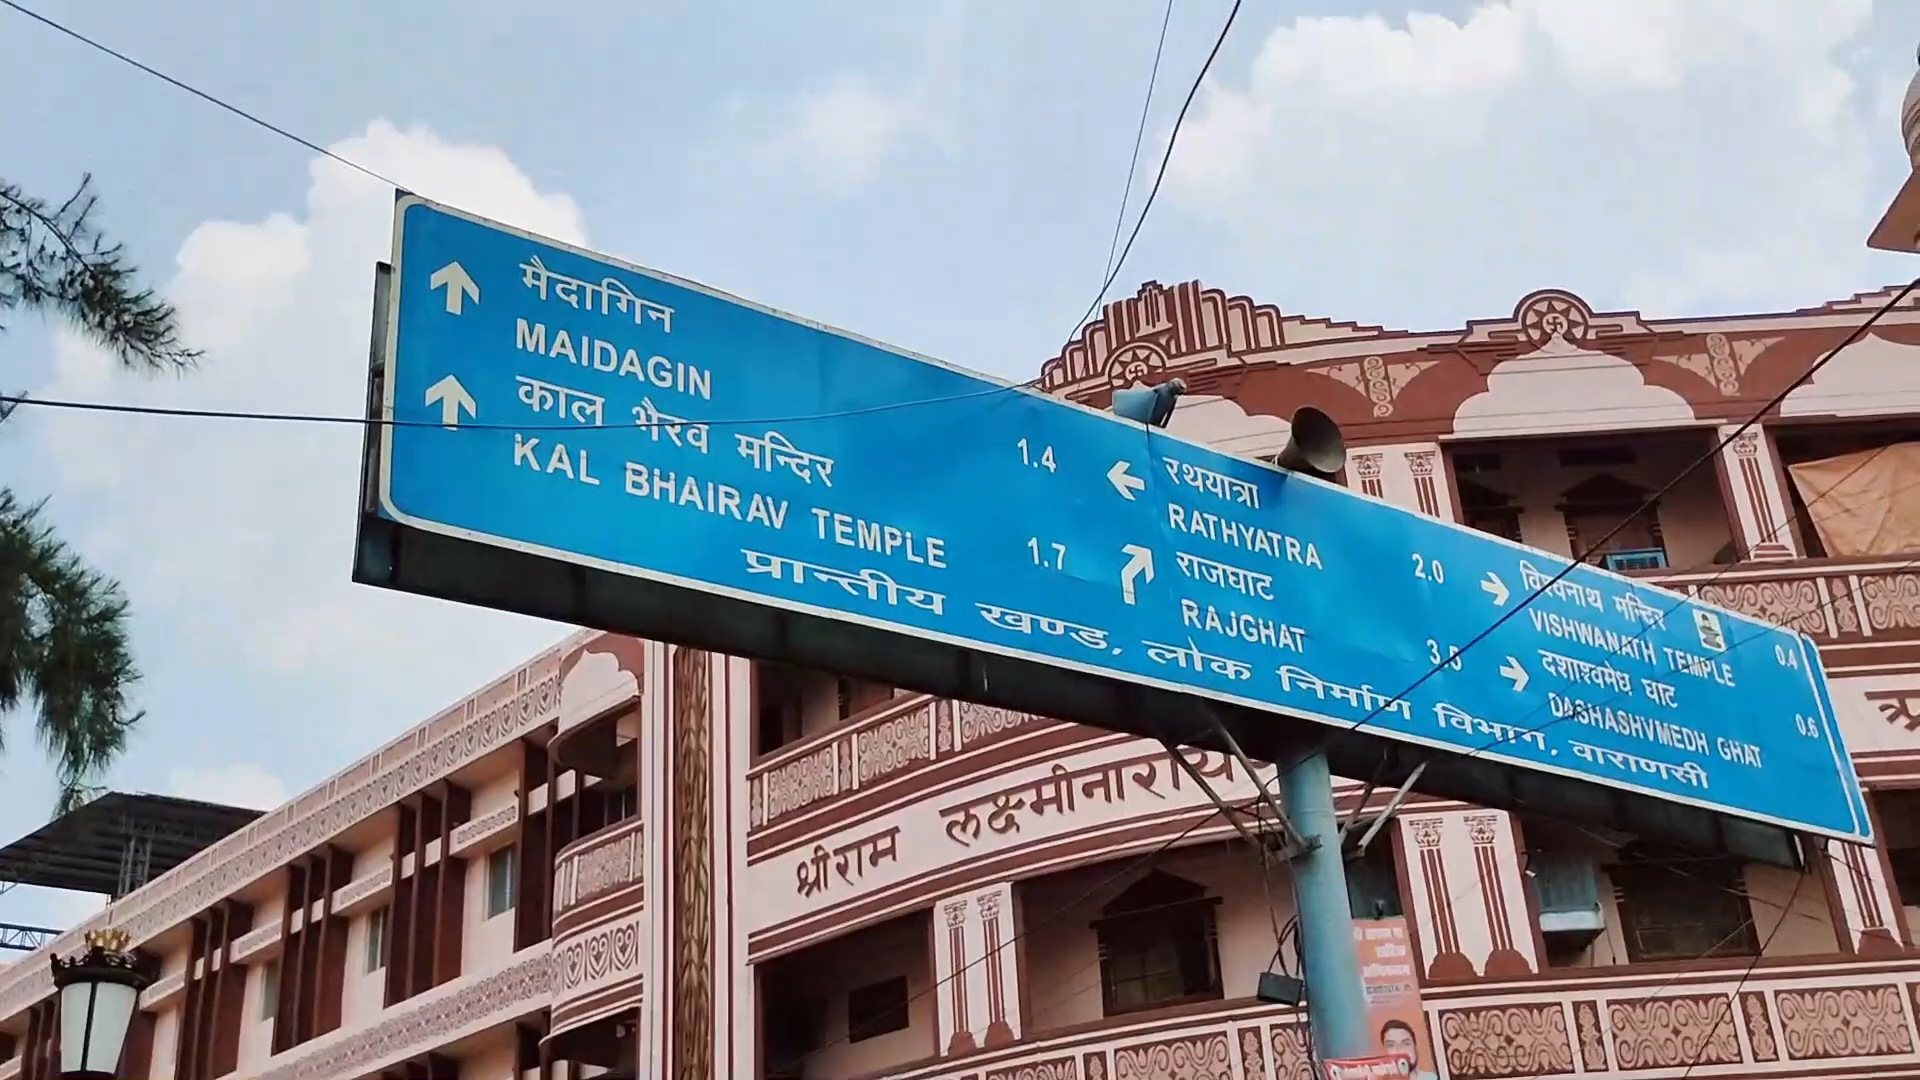 मैदागिन
MAIDAGIN 1.4
काल भैरव मन्दिर
KAL BHAIRAV TEMPLE 1.7
रथयात्रा
RATHYATRA 2.0
राजघाट
RAJGHAT
विश्वनाथ मन्दिर
VISHWANATH TEMPLE 0.4
दशाश्वमेध घाट
DASHASHVMEDH GHAT 0.6
प्रान्तीय खण्ड, लोक निर्माण विभाग, वाराणसी
श्रीराम लक्ष्मीनाराय